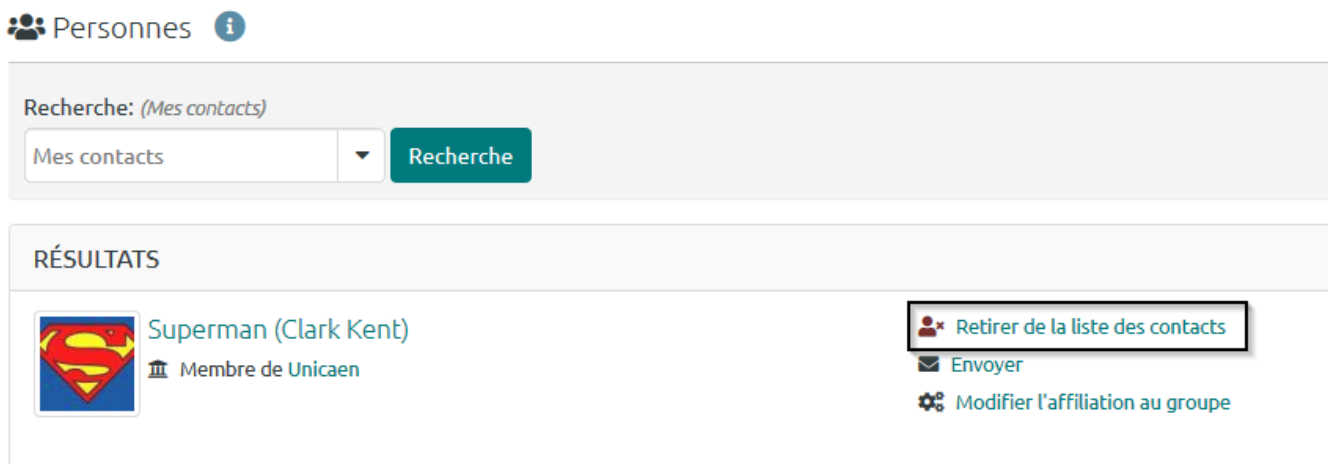 Personnes
Recherche: (Mes contacts)
Mes contacts
Recherche
RÉSULTATS
Superman (Clark Kent)
Membre de Unicaen
Retirer de la liste des contacts
Envoyer
Modifier l'affiliation au groupe